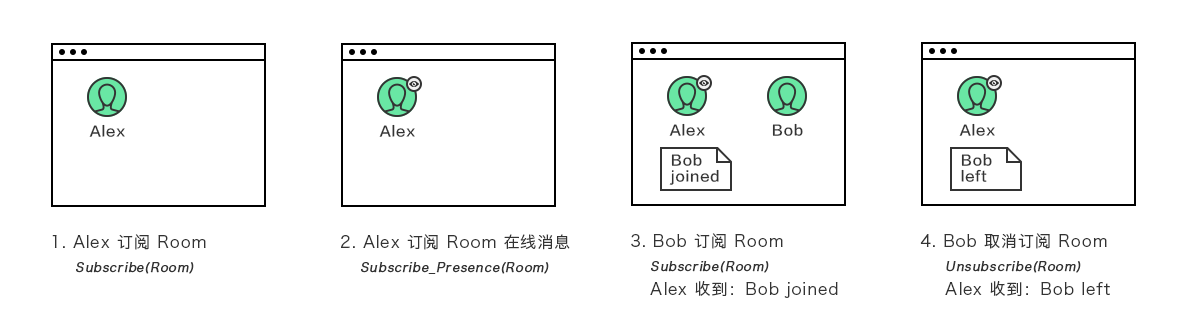 Alex
1. Alex 订阅 Room
Subscribe(Room)
Alex
2. Alex 订阅 Room 在线消息
Subscribe_Presence(Room)
Alex
Bob
Bob
joined
3. Bob 订阅 Room
Subscribe(Room)
Alex 收到：Bob joined
Alex
Bob
left
4. Bob 取消订阅 Room
Unsubscribe(Room)
Alex 收到：Bob left